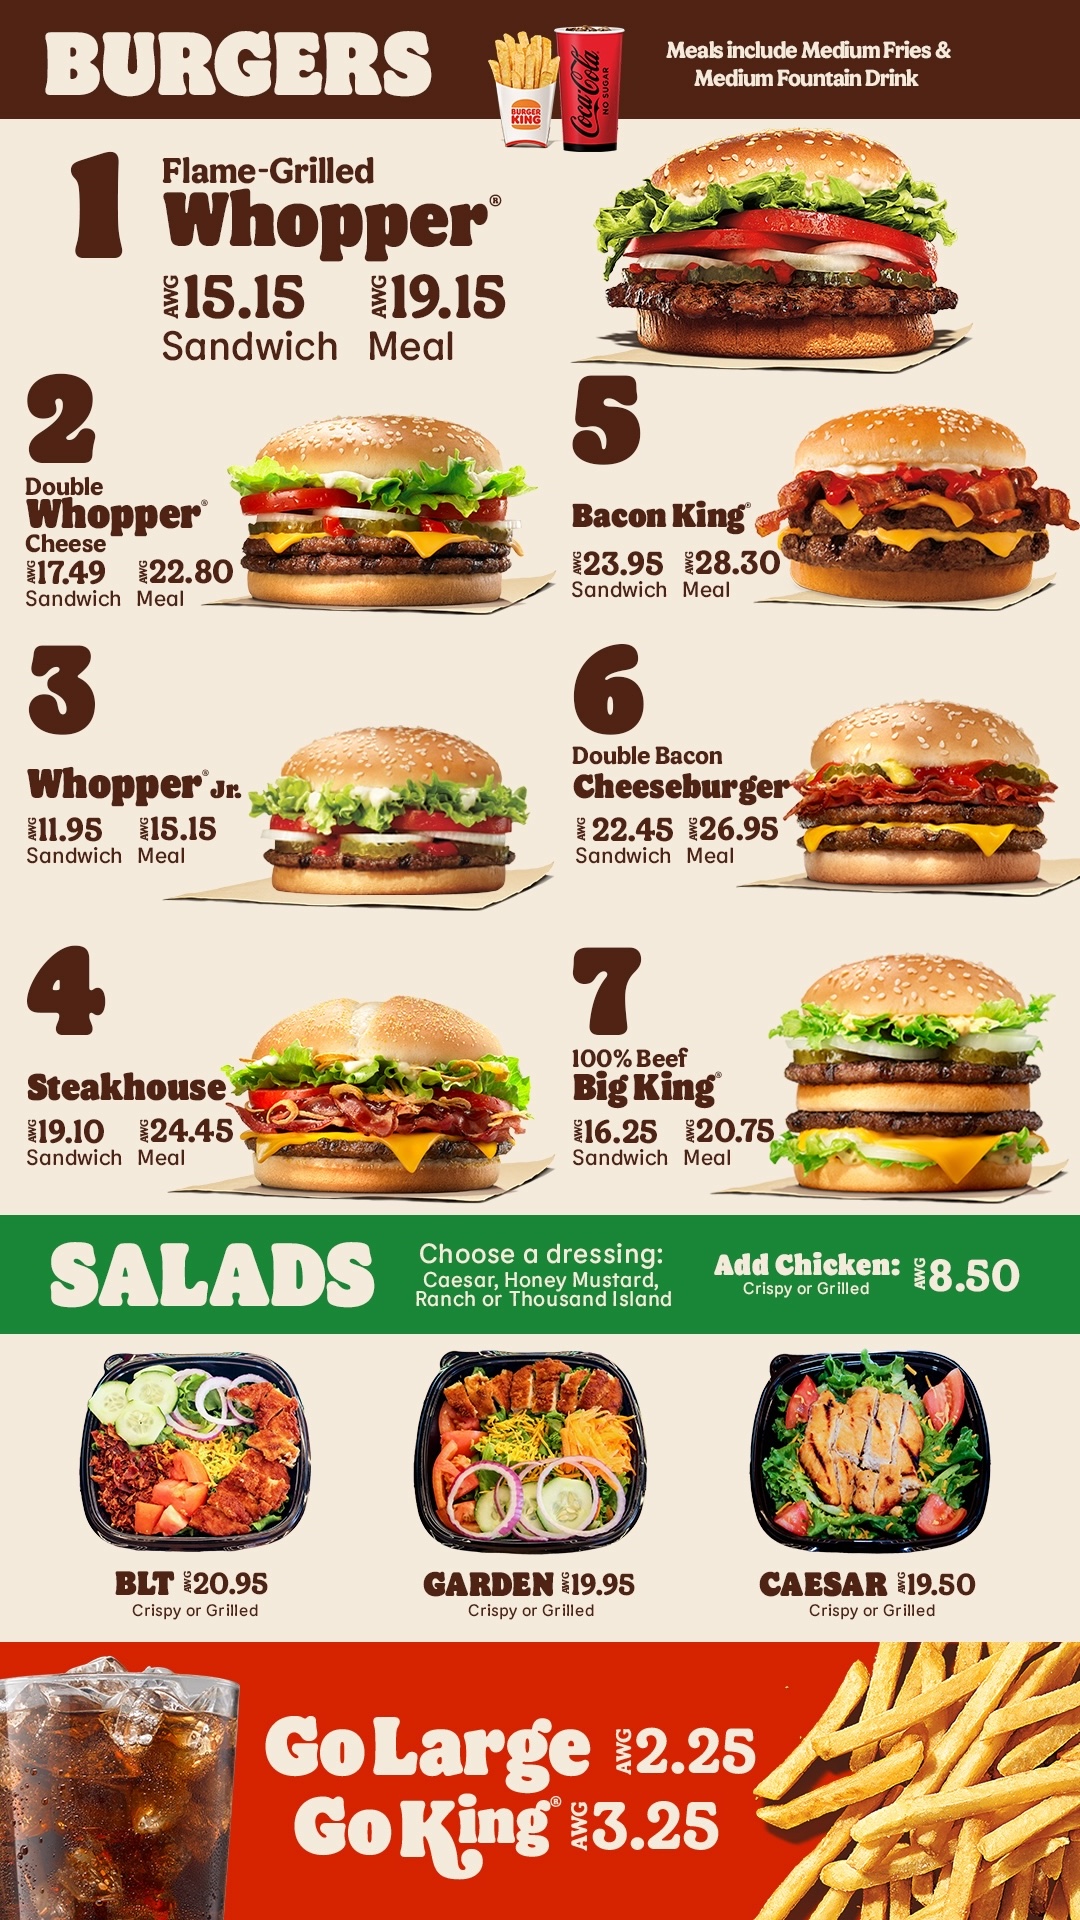 BURGERS
BURGER
KING
Coca-Cola
NO SUGAR
Meals include Medium Fries &
Medium Fountain Drink
1
Flame-Grilled
Whopper®
AWG 15.15 AWG 19.15
Sandwich Meal
2
Double
Whopper®
Cheese
AWG 17.49 AWG 22.80
Sandwich Meal
5
Bacon King®
AWG 23.95 AWG 28.30
Sandwich Meal
3
Whopper® Jr.
AWG 11.95 AWG 15.15
Sandwich Meal
6
Double Bacon
Cheeseburger
AWG 22.45 AWG 26.95
Sandwich Meal
4
Steakhouse
AWG 19.10 AWG 24.45
Sandwich Meal
7
100% Beef
Big King®
AWG 16.25 AWG 20.75
Sandwich Meal
SALADS
Choose a dressing:
Caesar, Honey Mustard,
Ranch or Thousand Island
Add Chicken: AWG 8.50
Crispy or Grilled
BLT AWG 20.95
Crispy or Grilled
GARDEN AWG 19.95
Crispy or Grilled
CAESAR AWG 19.50
Crispy or Grilled
Go Large AWG 2.25
Go King® AWG 3.25